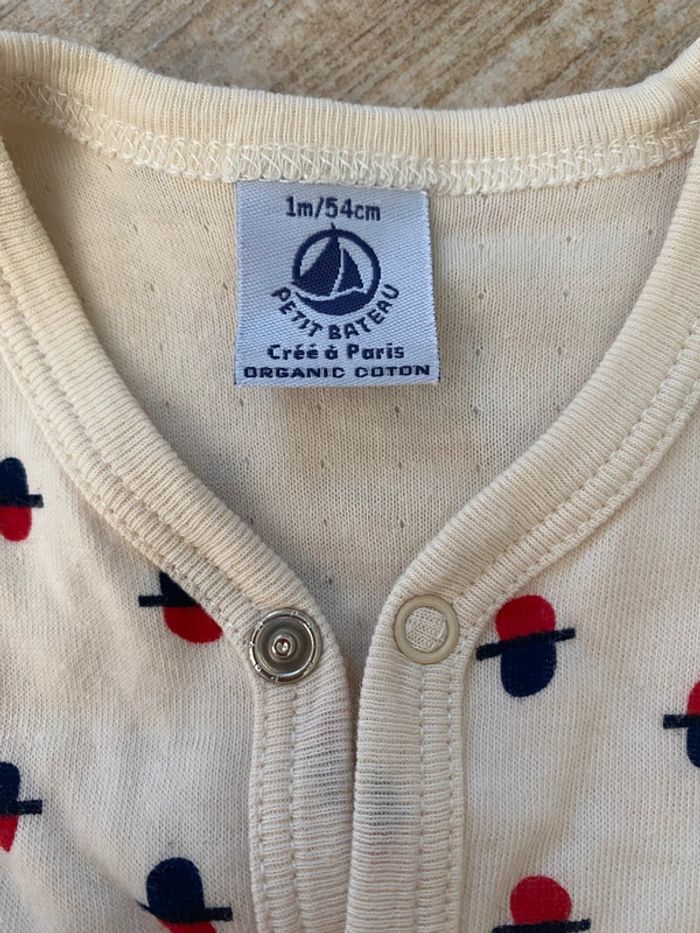 1m/54cm
PETIT BATEAU
Créé à Paris
ORGANIC COTON